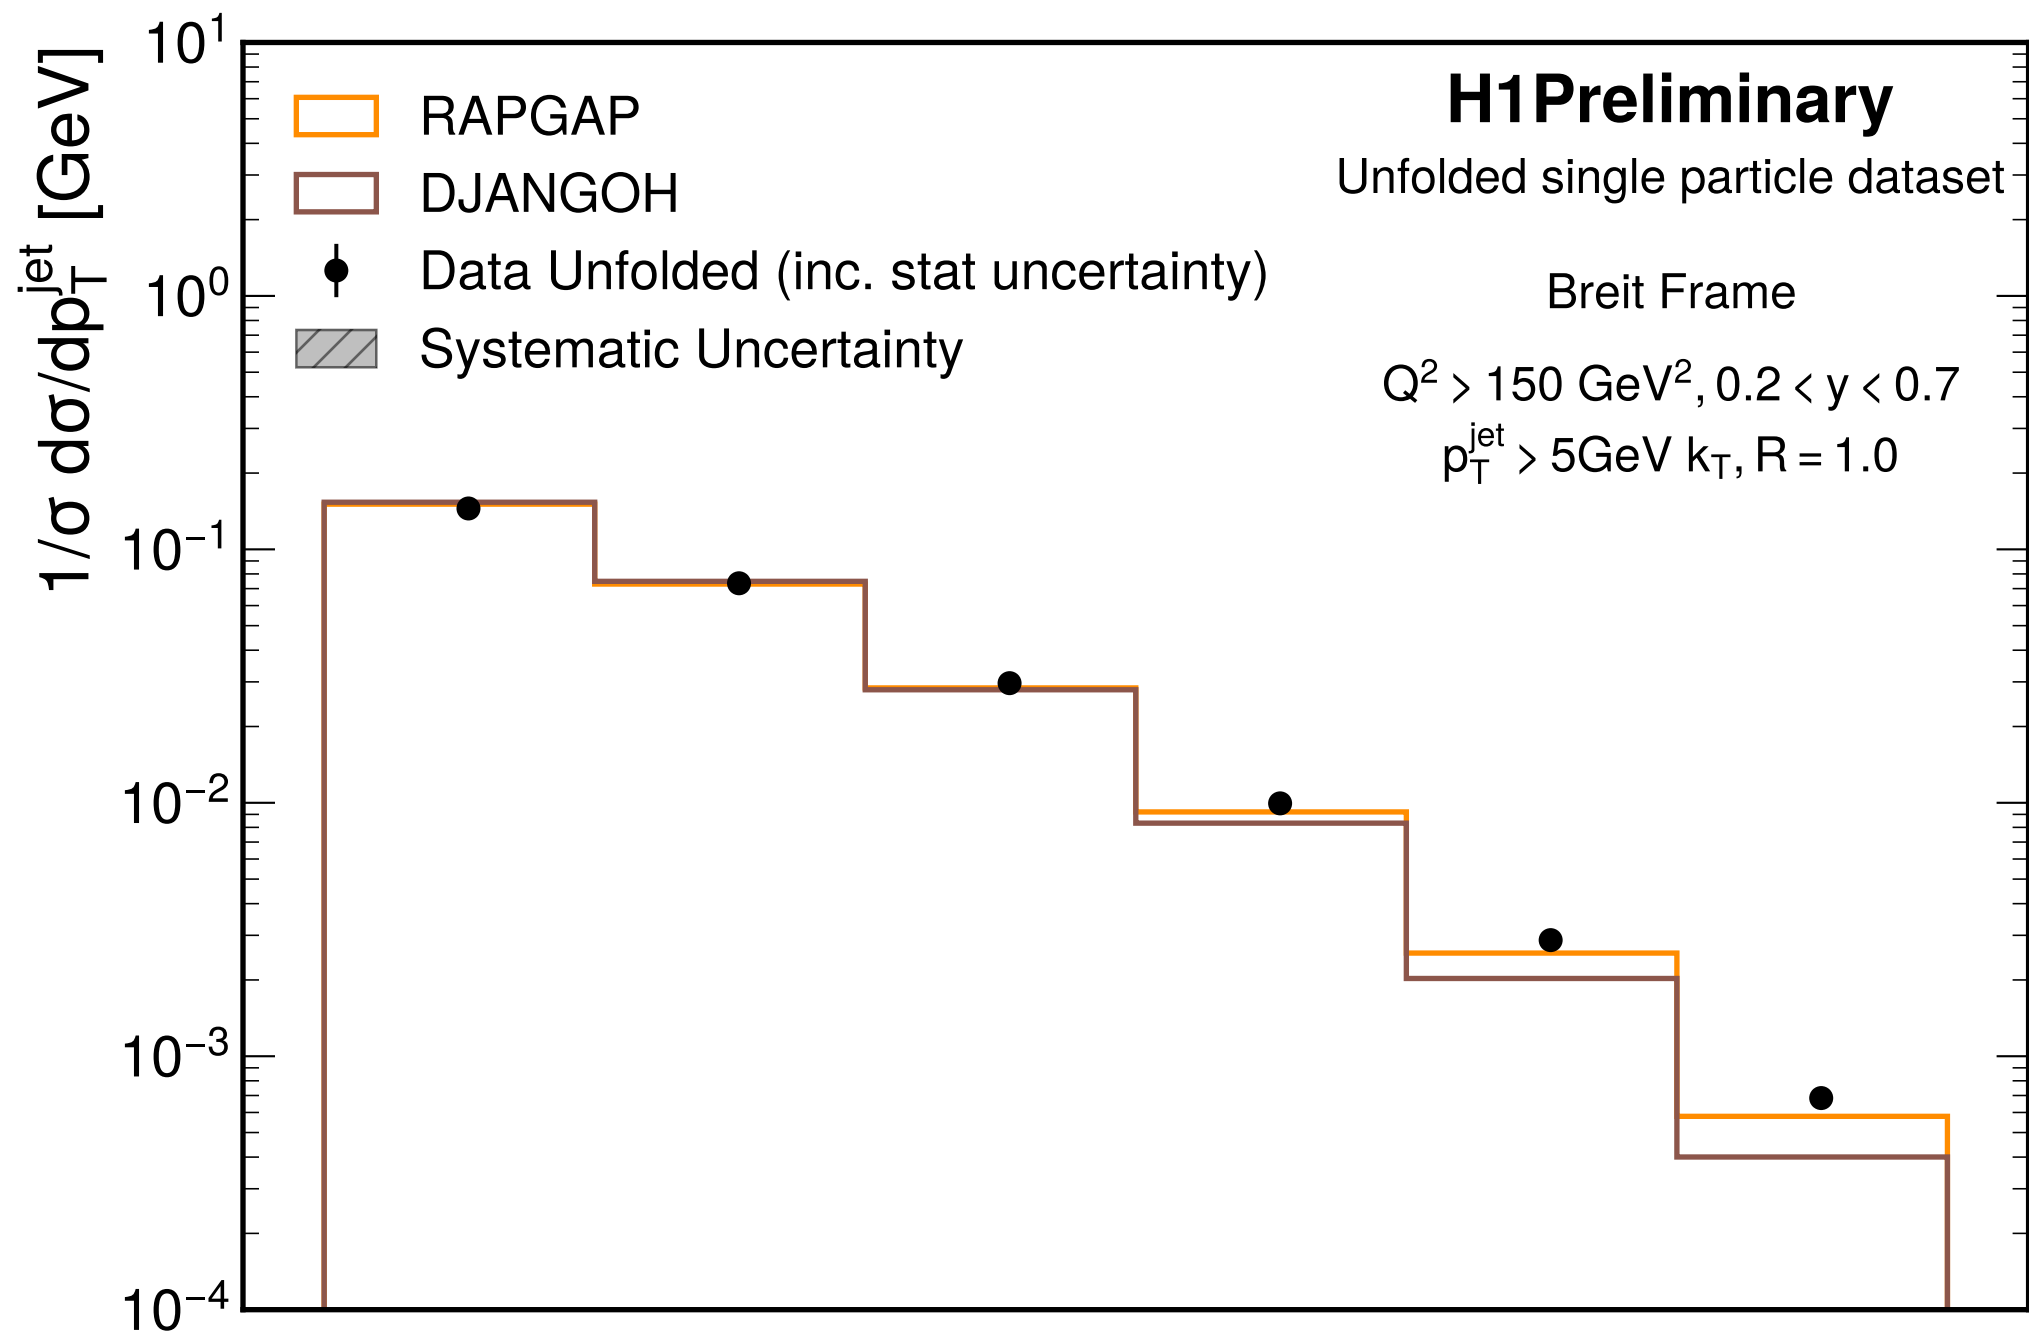 1/σ dσ/dp_T^jet [GeV]
10¹
10⁰
10⁻¹
10⁻²
10⁻³
10⁻⁴
RAPGAP
DJANGOH
Data Unfolded (inc. stat uncertainty)
Systematic Uncertainty
H1Preliminary
Unfolded single particle dataset
Breit Frame
Q² > 150 GeV², 0.2 < y < 0.7
p_T^jet > 5GeV k_T, R = 1.0